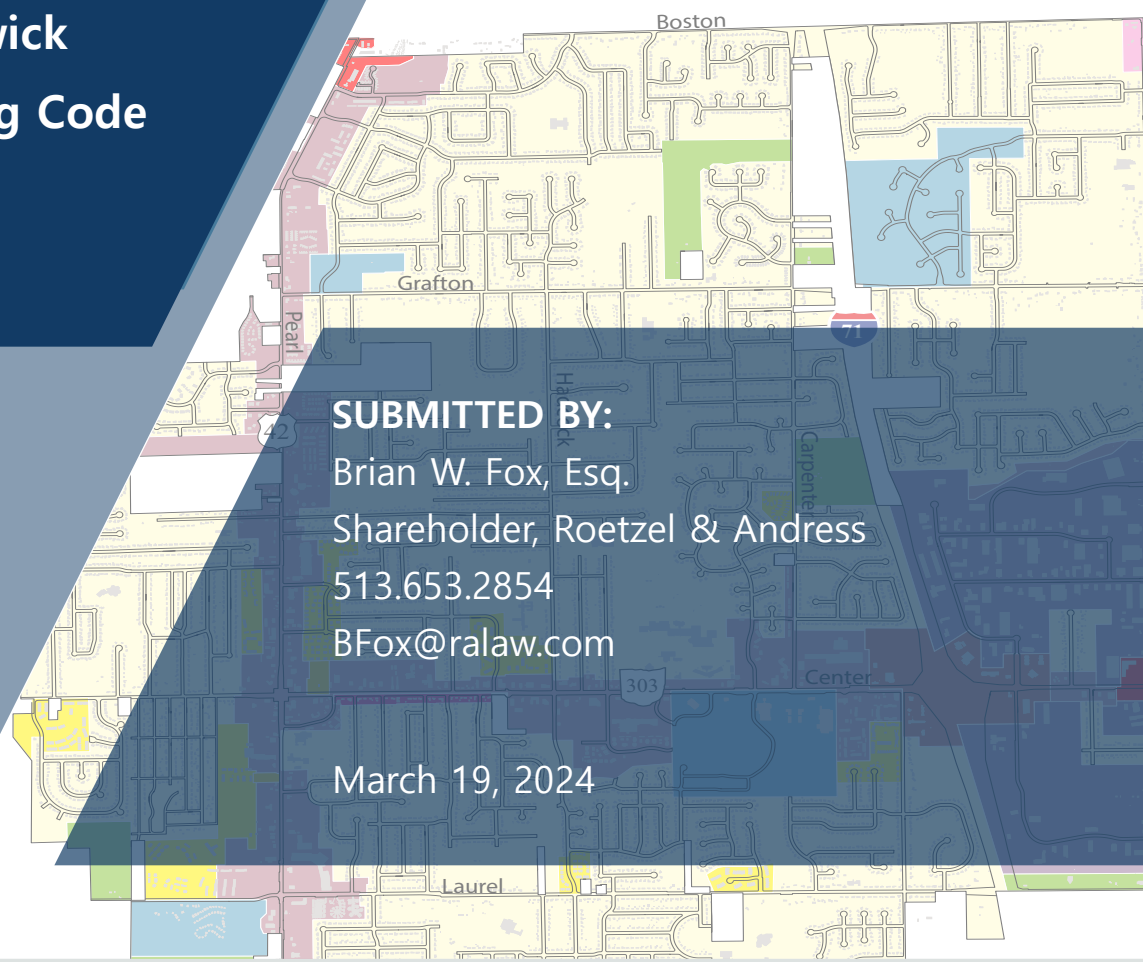 wick
g Code
Boston
Grafton
Pearl
71
42
Carpenter
SUBMITTED BY:
Brian W. Fox, Esq.
Shareholder, Roetzel & Andress
513.653.2854
BFox@ralaw.com
303
Center
March 19, 2024
Laurel